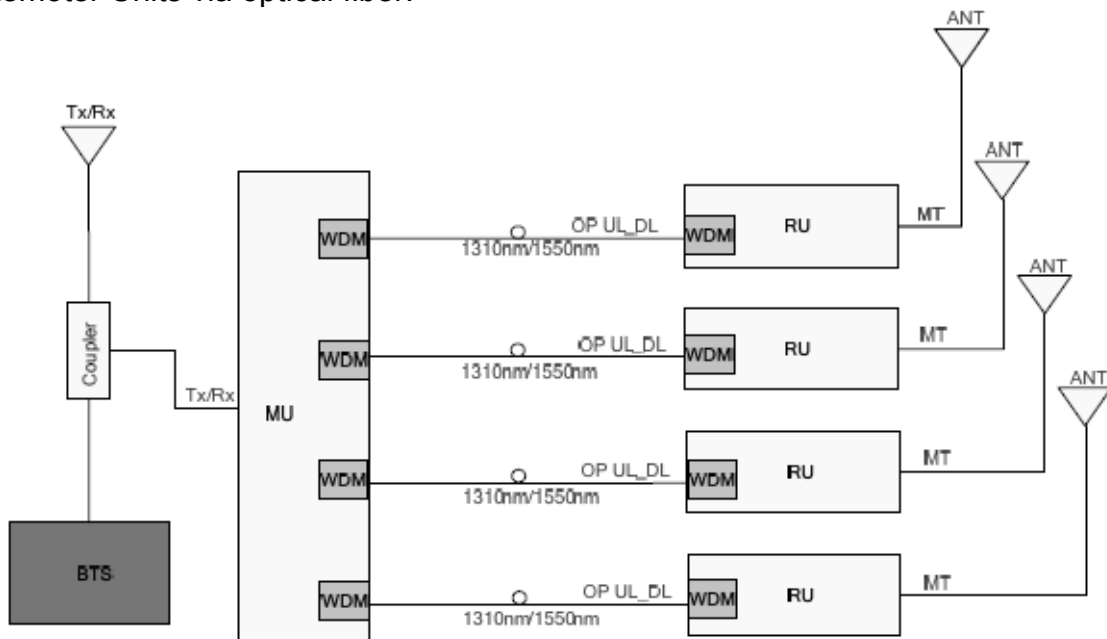 Units via optical fiber.
ANT
Tx/Rx
ANT
WDM
OP UL_DL
1310nm/1550nm
WDM
RU
MT
ANT
Coupler
WDM
OP UL_DL
1310nm/1550nm
WDM
RU
MT
ANT
Tx/Rx
MU
WDM
OP UL_DL
1310nm/1550nm
WDM
RU
MT
BTS
WDM
OP UL_DL
1310nm/1550nm
WDM
RU
MT